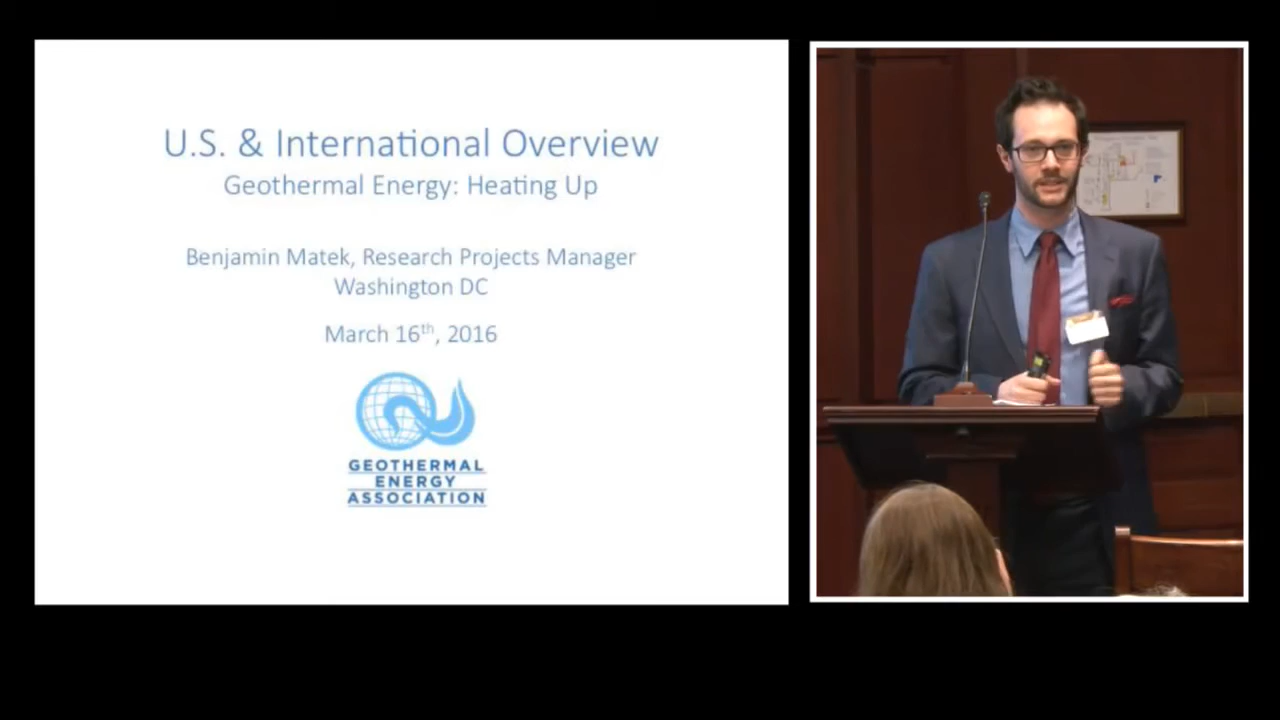 U.S. & International Overview
Geothermal Energy: Heating Up
Benjamin Matek, Research Projects Manager
Washington DC
March 16th, 2016
GEOTHERMAL
ENERGY
ASSOCIATION